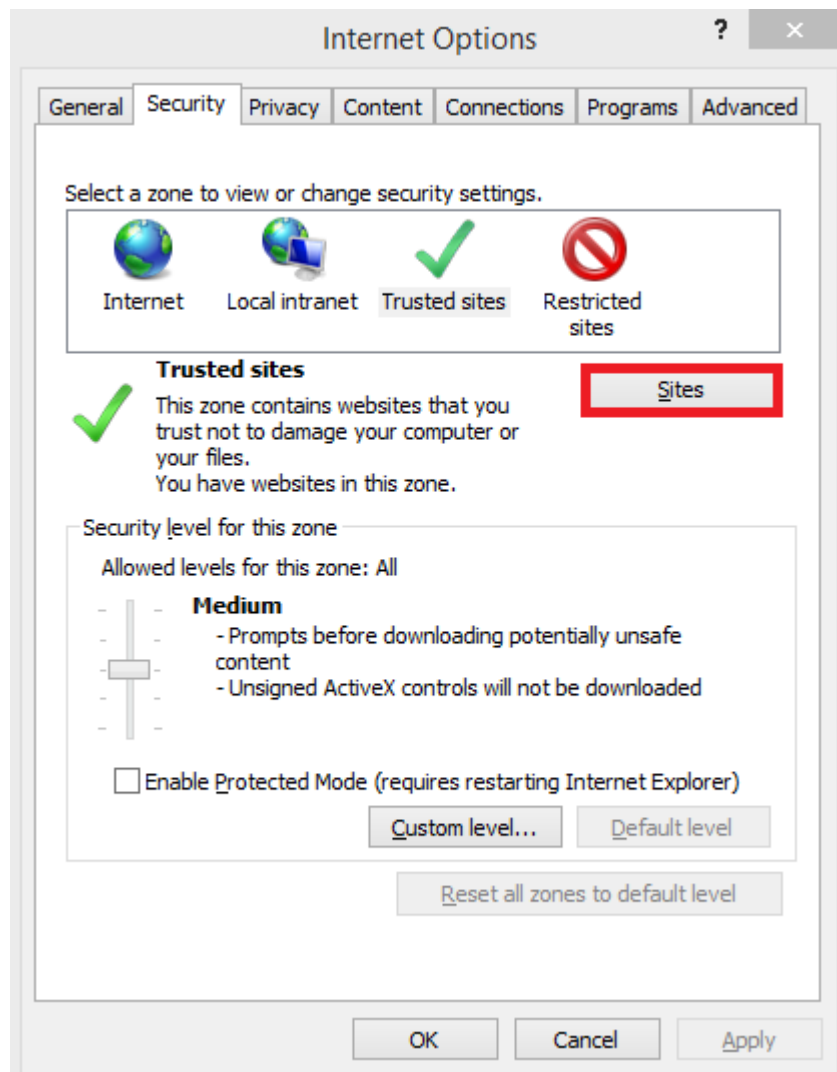 Internet Options
?
×
General Security Privacy Content Connections Programs Advanced
Select a zone to view or change security settings.
Internet Local intranet Trusted sites Restricted
sites
Trusted sites
Sites
This zone contains websites that you
trust not to damage your computer or
your files.
You have websites in this zone.
Security level for this zone
Allowed levels for this zone: All
Medium
- Prompts before downloading potentially unsafe
content
- Unsigned ActiveX controls will not be downloaded
Enable Protected Mode (requires restarting Internet Explorer)
Custom level... Default level
Reset all zones to default level
OK Cancel Apply